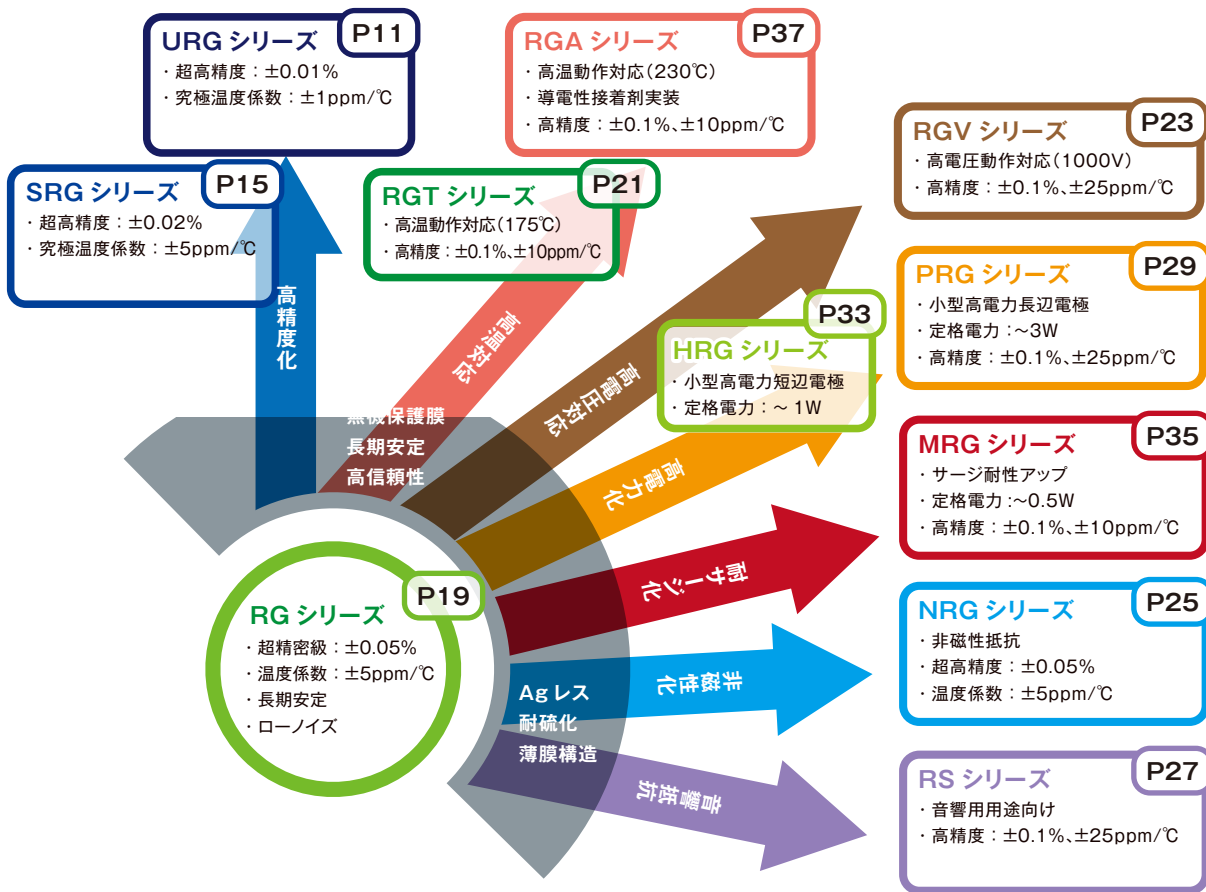 URG シリーズ
P11
・超高精度：±0.01%
・究極温度係数：±1ppm/℃
RGA シリーズ
P37
・高温動作対応（230℃）
・導電性接着剤実装
・高精度：±0.1%、±10ppm/℃
RGV シリーズ
P23
・高電圧動作対応（1000V）
・高精度：±0.1%、±25ppm/℃
SRG シリーズ
P15
・超高精度：±0.02%
・究極温度係数：±5ppm/℃
RGT シリーズ
P21
・高温動作対応（175℃）
・高精度：±0.1%、±10ppm/℃
PRG シリーズ
P29
・小型高電力長辺電極
・定格電力：～3W
・高精度：±0.1%、±25ppm/℃
HRG シリーズ
P33
・小型高電力短辺電極
・定格電力：～ 1W
高精度化
高温対応
高電圧対応
高電力化
耐サージ化
非磁性化
音響抵抗
無機保護膜
長期安定
高信頼性
MRG シリーズ
P35
・サージ耐性アップ
・定格電力：～0.5W
・高精度：±0.1%、±10ppm/℃
RG シリーズ
P19
・超精密級：±0.05%
・温度係数：±5ppm/℃
・長期安定
・ローノイズ
Ag レス
耐硫化
薄膜構造
NRG シリーズ
P25
・非磁性抵抗
・超高精度：±0.05%
・温度係数：±5ppm/℃
RS シリーズ
P27
・音響用用途向け
・高精度：±0.1%、±25ppm/℃